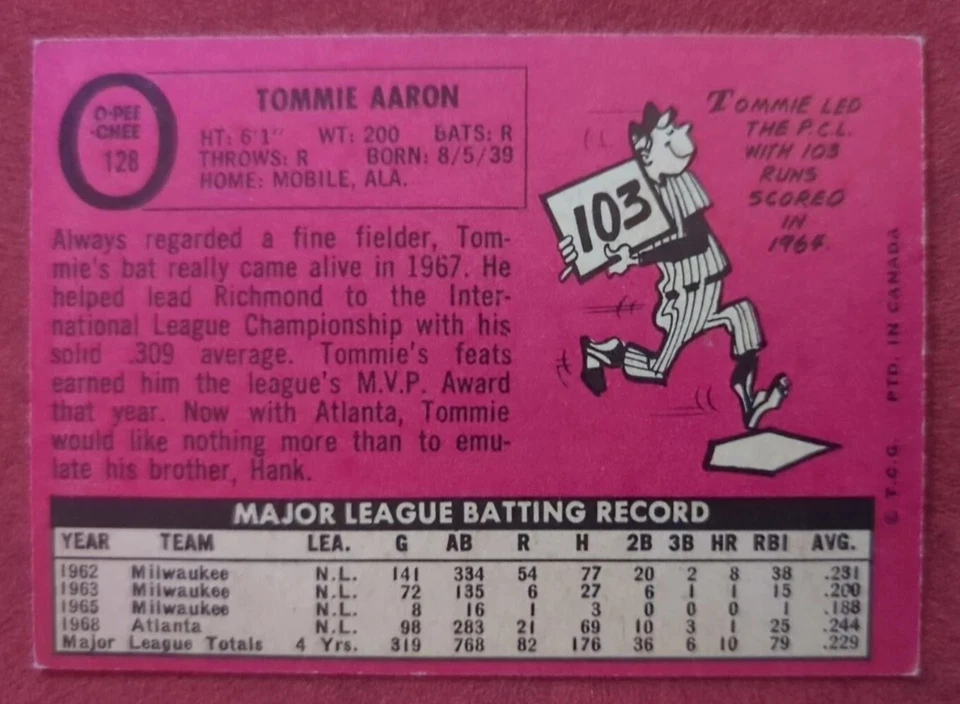 O-PEE
-CHEE
128
TOMMIE AARON
HT: 6'1" WT: 200 BATS: R
THROWS: R BORN: 8/5/39
HOME: MOBILE, ALA.
Always regarded a fine fielder, Tom-
mie's bat really came alive in 1967. He
helped lead Richmond to the Inter-
national League Championship with his
solid .309 average. Tommie's feats
earned him the league's M.V.P. Award
that year. Now with Atlanta, Tommie
would like nothing more than to emu-
late his brother, Hank.
103
TOMMIE LED
THE P.C.L.
WITH 103
RUNS
SCORED
IN
1964.
© T.C.G. PTD. IN CANADA
MAJOR LEAGUE BATTING RECORD
YEAR TEAM LEA. G AB R H 2B 3B HR RBI AVG.
1962 Milwaukee N.L. 141 334 54 77 20 2 8 38 .231
1963 Milwaukee N.L. 72 135 6 27 6 1 1 15 .200
1965 Milwaukee N.L. 8 16 1 3 0 0 0 1 .188
1968 Atlanta N.L. 98 283 21 69 10 3 1 25 .244
Major League Totals 4 Yrs. 319 768 82 176 36 6 10 79 .229